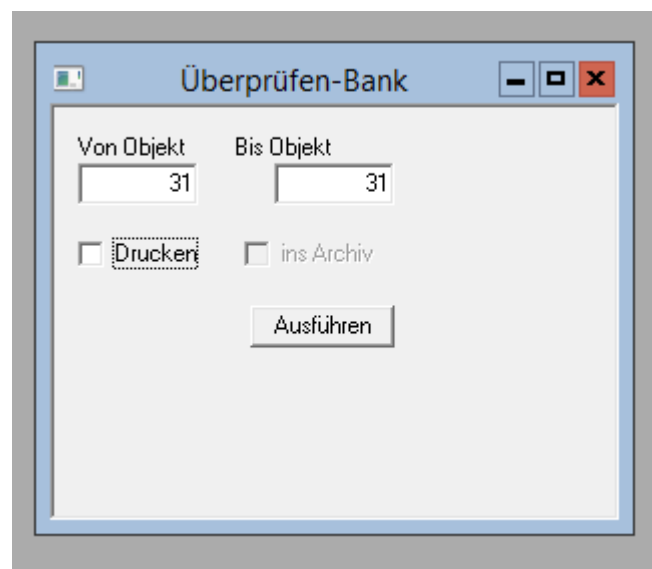 Überprüfen-Bank
Von Objekt Bis Objekt
31 31
Drucken ins Archiv
Ausführen